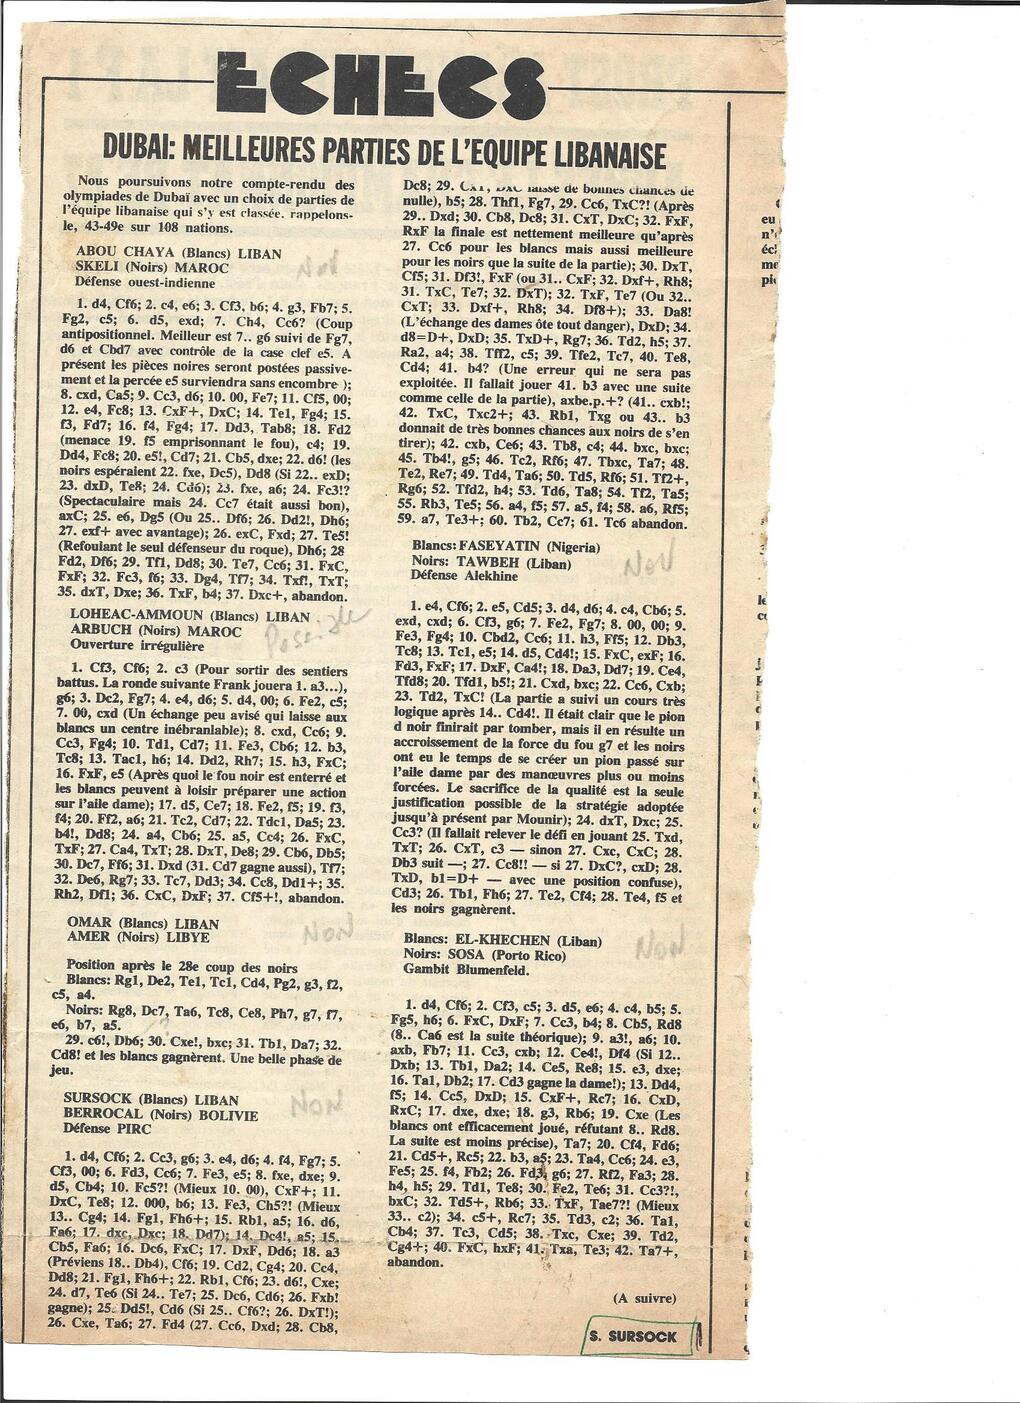 ECHECS
DUBAI: MEILLEURES PARTIES DE L'EQUIPE LIBANAISE
Nous poursuivons notre compte-rendu des
olympiades de Dubaï avec un choix de parties de
l'équipe libanaise qui s'y est classée, rappelons-
le, 43-49e sur 108 nations.
ABOU CHAYA (Blancs) LIBAN
SKELI (Noirs) MAROC
Défense ouest-indienne
1. d4, Cf6; 2. c4, e6; 3. Cf3, b6; 4. g3, Fb7; 5.
Fg2, c5; 6. d5, exd; 7. Ch4, Cc6? (Coup
antipositionnel. Meilleur est 7.. g6 suivi de Fg7,
d6 et Cbd7 avec contrôle de la case clef e5. A
présent les pièces noires seront postées passive-
ment et la percée e5 surviendra sans encombre );
8. cxd, Ca5; 9. Cc3, d6; 10. 00, Fe7; 11. Cf5, 00;
12. e4, Fc8; 13. CxF+, DxC; 14. Te1, Fg4; 15.
f3, Fd7; 16. f4, Fg4; 17. Dd3, Tab8; 18. Fd2
(menace 19. f5 emprisonnant le fou), c4; 19.
Dd4, Fc8; 20. e5!, Cd7; 21. Cb5, dxe; 22. d6! (les
noirs espéraient 22. fxe, Dc5), Dd8 (Si 22.. exD;
23. dxD, Te8; 24. Cd6); 23. fxe, a6; 24. Fc3!?
(Spectaculaire mais 24. Cc7 était aussi bon),
axC; 25. e6, Dg5 (Ou 25.. Df6; 26. Dd2!, Dh6;
27. exf+ avec avantage); 26. exC, Fxd; 27. Te5!
(Refoulant le seul défenseur du roque), Dh6; 28
Fd2, Df6; 29. Tf1, Dd8; 30. Te7, Cc6; 31. FxC,
FxF; 32. Fc3, f6; 33. Dg4, Tf7; 34. Txf!, TxT;
35. dxT, Dxe; 36. TxF, b4; 37. Dxc+, abandon.
LOHEAC-AMMOUN (Blancs) LIBAN
ARBUCH (Noirs) MAROC
Possible
Ouverture irrégulière
1. Cf3, Cf6; 2. c3 (Pour sortir des sentiers
battus. La ronde suivante Frank jouera 1. a3...),
g6; 3. Dc2, Fg7; 4. e4, d6; 5. d4, 00; 6. Fe2, c5;
7. 00, cxd (Un échange peu avisé qui laisse aux
blancs un centre inébranlable); 8. cxd, Cc6; 9.
Cc3, Fg4; 10. Td1, Cd7; 11. Fe3, Cb6; 12. b3,
Tc8; 13. Tac1, h6; 14. Dd2, Rh7; 15. h3, FxC;
16. FxF, e5 (Après quoi le fou noir est enterré et
les blancs peuvent à loisir préparer une action
sur l'aile dame); 17. d5, Ce7; 18. Fe2, f5; 19. f3,
f4; 20. Ff2, a6; 21. Tc2, Cd7; 22. Tdc1, Da5; 23.
b4!, Dd8; 24. a4, Cb6; 25. a5, Cc4; 26. FxC,
TxF; 27. Ca4, TxT; 28. DxT, De8; 29. Cb6, Db5;
30. Dc7, Ff6; 31. Dxd (31. Cd7 gagne aussi), Tf7;
32. De6, Rg7; 33. Tc7, Dd3; 34. Cc8, Dd1+; 35.
Rh2, Df1; 36. CxC, DxF; 37. Cf5+!, abandon.
OMAR (Blancs) LIBAN
AMER (Noirs) LIBYE
NON
Position après le 28e coup des noirs
Blancs: Rg1, De2, Te1, Tc1, Cd4, Pg2, g3, f2,
c5, a4.
Noirs: Rg8, Dc7, Ta6, Tc8, Ce8, Ph7, g7, f7,
e6, b7, a5.
29. c6!, Db6; 30. Cxe!, bxc; 31. Tb1, Da7; 32.
Cd8! et les blancs gagnèrent. Une belle phase de
jeu.
SURSOCK (Blancs) LIBAN
BERROCAL (Noirs) BOLIVIE
NON
Défense PIRC
1. d4, Cf6; 2. Cc3, g6; 3. e4, d6; 4. f4, Fg7; 5.
Cf3, 00; 6. Fd3, Cc6; 7. Fe3, e5; 8. fxe, dxe; 9.
d5, Cb4; 10. Fc5?! (Mieux 10. 00), CxF+; 11.
DxC, Te8; 12. 000, b6; 13. Fe3, Ch5?! (Mieux
13.. Cg4; 14. Fg1, Fh6+; 15. Rb1, a5; 16. d6,
Fa6; 17. dxc, Dxc; 18. Dd7); 14. Dc4!, a5; 15.
Cb5, Fa6; 16. Dc6, FxC; 17. DxF, Dd6; 18. a3
(Préviens 18.. Db4), Cf6; 19. Cd2, Cg4; 20. Cc4,
Dd8; 21. Fg1, Fh6+; 22. Rb1, Cf6; 23. d6!, Cxe;
24. d7, Te6 (Si 24.. Te7; 25. Dc6, Cd6; 26. Fxb!
gagne); 25. Dd5!, Cd6 (Si 25.. Cf6?; 26. DxT!);
26. Cxe, Ta6; 27. Fd4 (27. Cc6, Dxd; 28. Cb8,
Dc8; 29. CxT, DxC laisse de bonnes chances de
nulle), b5; 28. Thf1, Fg7, 29. Cc6, TxC?! (Après
29.. Dxd; 30. Cb8, Dc8; 31. CxT, DxC; 32. FxF,
RxF la finale est nettement meilleure qu'après
27. Cc6 pour les blancs mais aussi meilleure
pour les noirs que la suite de la partie); 30. DxT,
Cf5; 31. Df3!, FxF (ou 31.. CxF; 32. Dxf+, Rh8;
31. TxC, Te7; 32. DxT); 32. TxF, Te7 (Ou 32..
CxT; 33. Dxf+, Rh8; 34. Df8+); 33. Da8!
(L'échange des dames ôte tout danger), DxD; 34.
d8=D+, DxD; 35. TxD+, Rg7; 36. Td2, h5; 37.
Ra2, a4; 38. Tff2, c5; 39. Tfe2, Tc7, 40. Te8,
Cd4; 41. b4? (Une erreur qui ne sera pas
exploitée. Il fallait jouer 41. b3 avec une suite
comme celle de la partie), axbe.p.+? (41.. cxb!;
42. TxC, Txc2+; 43. Rb1, Txg ou 43.. b3
donnait de très bonnes chances aux noirs de s'en
tirer); 42. cxb, Ce6; 43. Tb8, c4; 44. bxc, bxc;
45. Tb4!, g5; 46. Tc2, Rf6; 47. Tbxc, Ta7; 48.
Te2, Re7; 49. Td4, Ta6; 50. Td5, Rf6; 51. Tf2+,
Rg6; 52. Tfd2, h4; 53. Td6, Ta8; 54. Tf2, Ta5;
55. Rb3, Te5; 56. a4, f5; 57. a5, f4; 58. a6, Rf5;
59. a7, Te3+; 60. Tb2, Cc7; 61. Tc6 abandon.
Blancs: FASEYATIN (Nigeria)
Noirs: TAWBEH (Liban)
NON
Défense Alekhine
1. e4, Cf6; 2. e5, Cd5; 3. d4, d6; 4. c4, Cb6; 5.
exd, cxd; 6. Cf3, g6; 7. Fe2, Fg7; 8. 00, 00; 9.
Fe3, Fg4; 10. Cbd2, Cc6; 11. h3, Ff5; 12. Db3,
Tc8; 13. Tc1, e5; 14. d5, Cd4!; 15. FxC, exF; 16.
Fd3, FxF; 17. DxF, Ca4!; 18. Da3, Dd7; 19. Ce4,
Tfd8; 20. Tfd1, b5!; 21. Cxd, bxc; 22. Cc6, Cxb;
23. Td2, TxC! (La partie a suivi un cours très
logique après 14.. Cd4!. Il était clair que le pion
d noir finirait par tomber, mais il en résulte un
accroissement de la force du fou g7 et les noirs
ont eu le temps de se créer un pion passé sur
l'aile dame par des manœuvres plus ou moins
forcées. Le sacrifice de la qualité est la seule
justification possible de la stratégie adoptée
jusqu'à présent par Mounir); 24. dxT, Dxc; 25.
Cc3? (Il fallait relever le défi en jouant 25. Txd,
TxT; 26. CxT, c3 — sinon 27. Cxc, CxC; 28.
Db3 suit —; 27. Cc8!! — si 27. DxC?, cxD; 28.
TxD, b1=D+ — avec une position confuse),
Cd3; 26. Tb1, Fh6; 27. Te2, Cf4; 28. Te4, f5 et
les noirs gagnèrent.
Blancs: EL-KHECHEN (Liban)
Noirs: SOSA (Porto Rico)
NON
Gambit Blumenfeld.
1. d4, Cf6; 2. Cf3, c5; 3. d5, e6; 4. c4, b5; 5.
Fg5, h6; 6. FxC, DxF; 7. Cc3, b4; 8. Cb5, Rd8
(8.. Ca6 est la suite théorique); 9. a3!, a6; 10.
axb, Fb7; 11. Cc3, cxb; 12. Ce4!, Df4 (Si 12..
Dxb; 13. Tb1, Da2; 14. Ce5, Re8; 15. e3, dxe;
16. Ta1, Db2; 17. Cd3 gagne la dame!); 13. Dd4,
f5; 14. Cc5, DxD; 15. CxF+, Rc7; 16. CxD,
RxC; 17. dxe, dxe; 18. g3, Rb6; 19. Cxe (Les
blancs ont efficacement joué, réfutant 8.. Rd8.
La suite est moins précise), Ta7; 20. Cf4, Fd6;
21. Cd5+, Rc5; 22. b3, a5; 23. Ta4, Cc6; 24. e3,
Fe5; 25. f4, Fb2; 26. Fd3, g6; 27. Rf2, Fa3; 28.
h4, h5; 29. Td1, Te8; 30. Fe2, Te6; 31. Cc3?!,
bxC; 32. Td5+, Rb6; 33. TxF, Tae7?! (Mieux
33.. c2); 34. c5+, Rc7; 35. Td3, c2; 36. Ta1,
Cb4; 37. Tc3, Cd5; 38. Txc, Cxe; 39. Td2,
Cg4+; 40. FxC, hxF; 41. Txa, Te3; 42. Ta7+,
abandon.
(A suivre)
S. SURSOCK